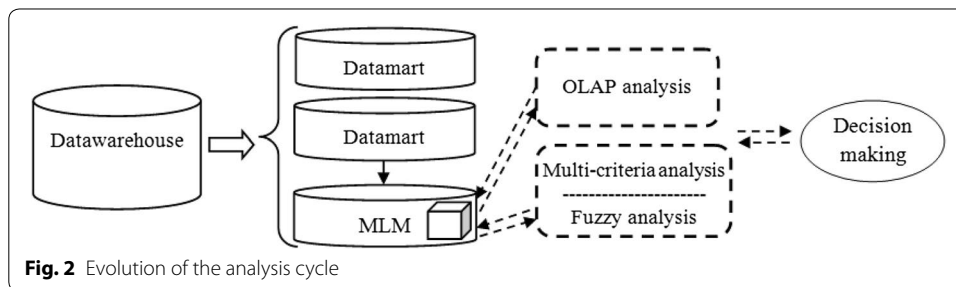 Datawarehouse
Datamart
Datamart
MLM
OLAP analysis
Multi-criteria analysis
Fuzzy analysis
Decision
making
Fig. 2 Evolution of the analysis cycle